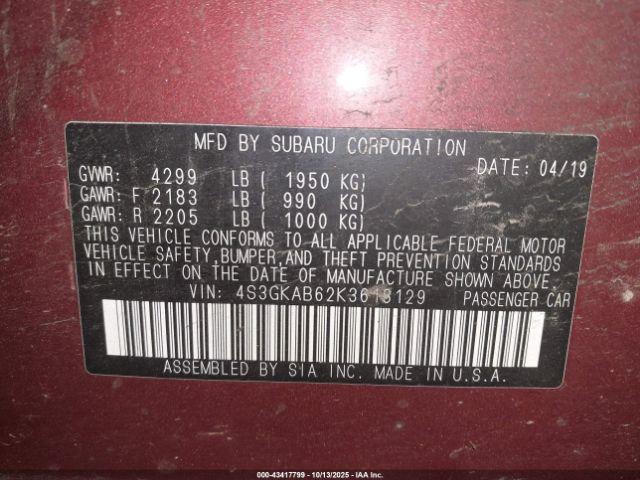 MFD BY SUBARU CORPORATION
DATE: 04/19
GVWR: 4299 LB ( 1950 KG)
GAWR: F 2183 LB ( 990 KG)
GAWR: R 2205 LB ( 1000 KG)
THIS VEHICLE CONFORMS TO ALL APPLICABLE FEDERAL MOTOR
VEHICLE SAFETY, BUMPER, AND THEFT PREVENTION STANDARDS
IN EFFECT ON THE DATE OF MANUFACTURE SHOWN ABOVE.
VIN: 4S3GKAB62K3618129 PASSENGER CAR
ASSEMBLED BY SIA INC. MADE IN U.S.A.
000-43417799 - 10/13/2025 - IAA Inc.